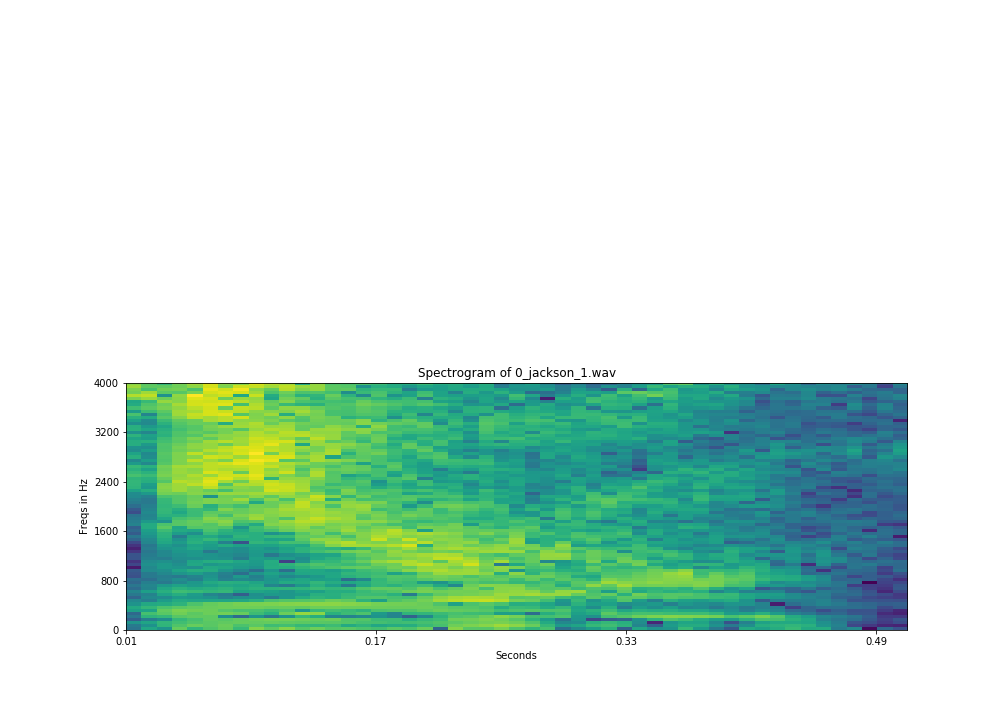 Spectrogram of 0_jackson_1.wav
4000
3200
2400
1600
800
0
Freqs in Hz
0.01 0.17 0.33 0.49
Seconds